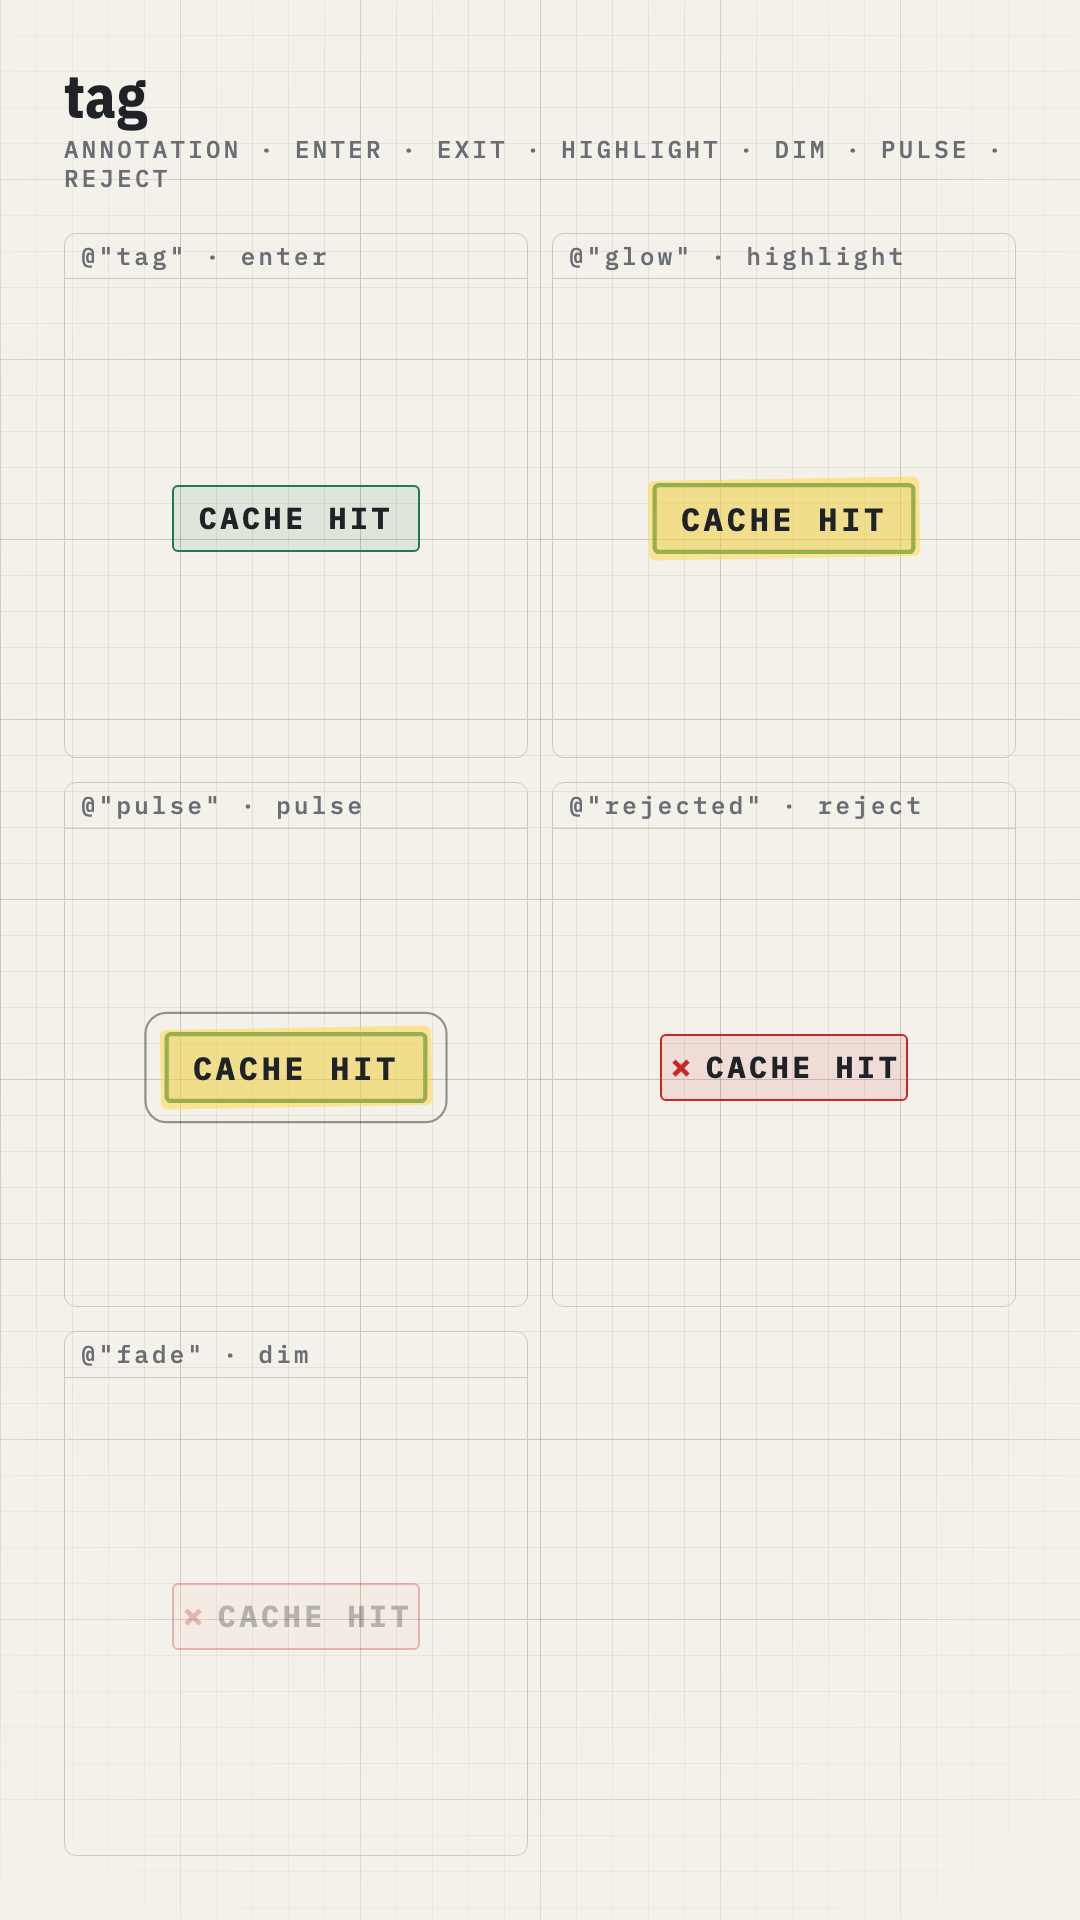 tag
ANNOTATION · ENTER · EXIT · HIGHLIGHT · DIM · PULSE ·
REJECT
@"tag" · enter
CACHE HIT
@"glow" · highlight
CACHE HIT
@"pulse" · pulse
CACHE HIT
@"rejected" · reject
× CACHE HIT
@"fade" · dim
× CACHE HIT